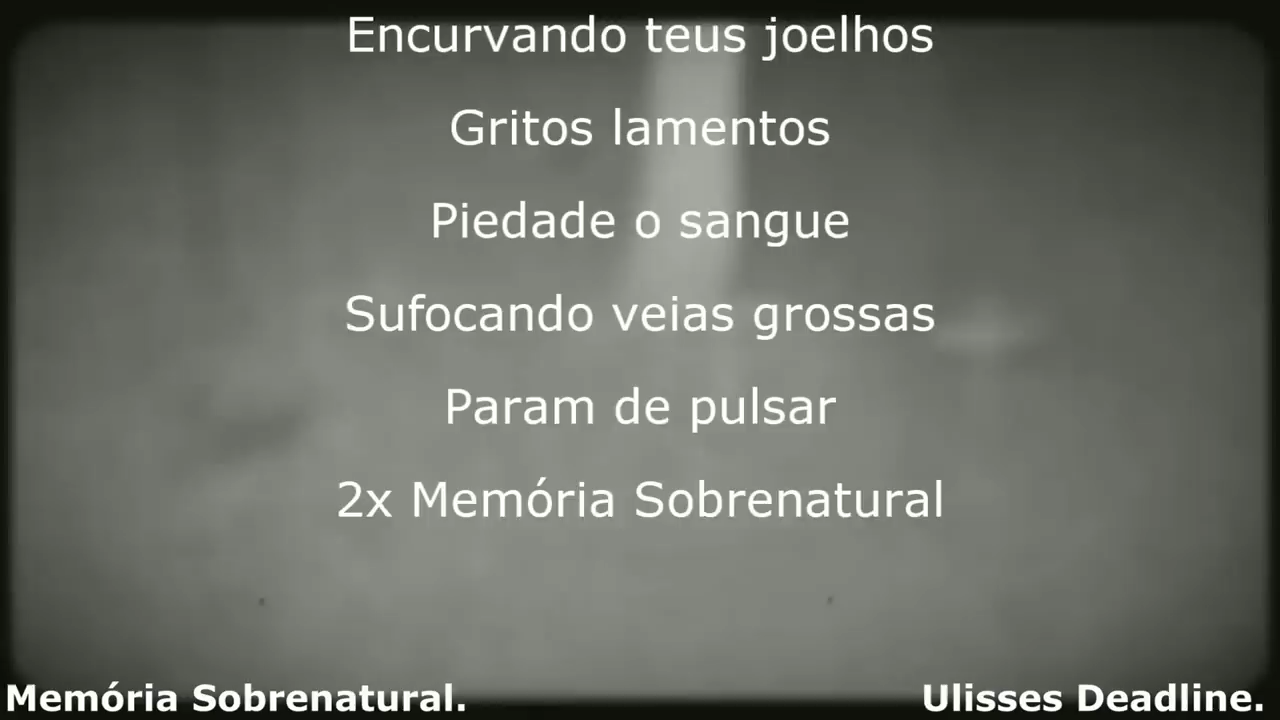 Encurvando teus joelhos
Gritos lamentos
Piedade o sangue
Sufocando veias grossas
Param de pulsar
2x Memória Sobrenatural
Memória Sobrenatural.
Ulisses Deadline.